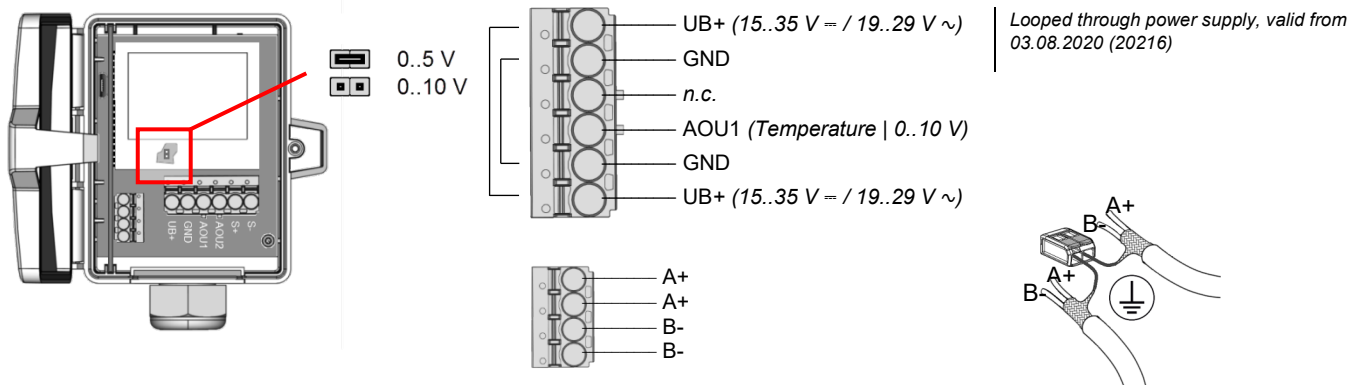 0..5 V
0..10 V
UB+ (15..35 V ⎓ / 19..29 V ~)
GND
n.c.
AOU1 (Temperature | 0..10 V)
GND
UB+ (15..35 V ⎓ / 19..29 V ~)
Looped through power supply, valid from
03.08.2020 (20216)
UB+
GND
AOU1
AOU2
S+
S-
A+
A+
B-
B-
A+
B-
A+
B-